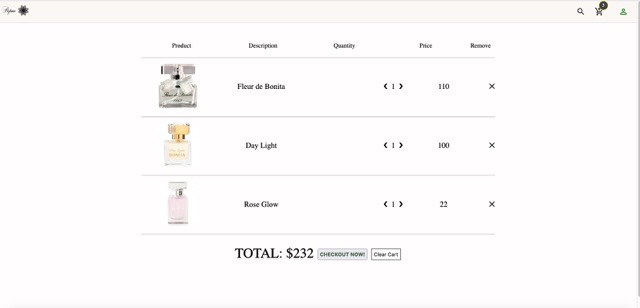 3
Product Description Quantity Price Remove
Fleur de Bonita ❮ 1 ❯ 110 ✕
Day Light ❮ 1 ❯ 100 ✕
Rose Glow ❮ 1 ❯ 22 ✕
TOTAL: $232 CHECKOUT NOW! Clear Cart